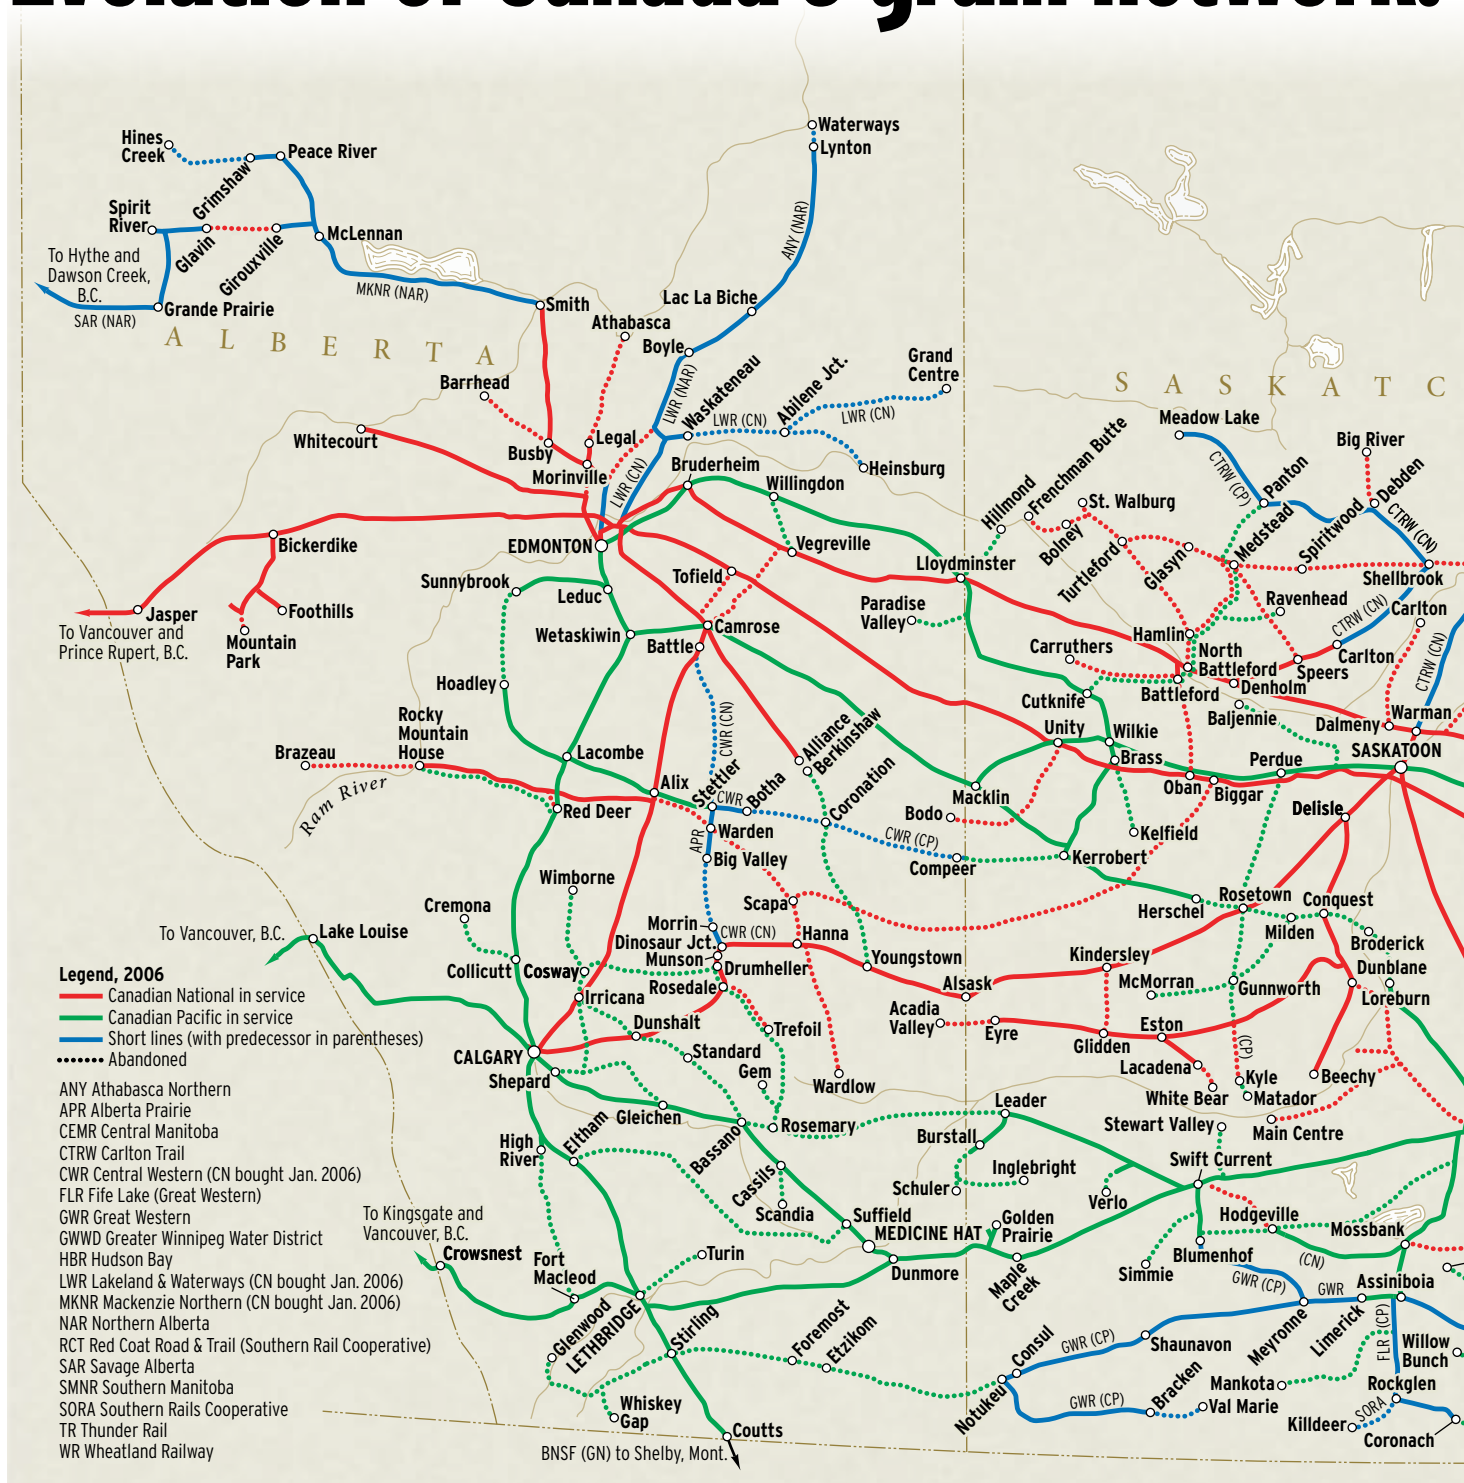 Evolution of Canada's grain network:
Waterways
Lynton
Hines
Creek
Peace River
Grimshaw
Spirit
River
Glavin
Girouxville
McLennan
To Hythe and
Dawson Creek,
B.C.
SAR (NAR)
Grande Prairie
MKNR (NAR)
Smith
ANY (NAR)
Lac La Biche
Athabasca
Boyle
ALBERTA
Barrhead
LWR (NAR)
Waskateneau
LWR (CN)
Abilene Jct.
LWR (CN)
Grand
Centre
SASKATC
Whitecourt
Legal
Busby
Morinville
LWR (CN)
Bruderheim
Heinsburg
Willingdon
Meadow Lake
Big River
CTRW (CP)
Panton
Debden
CTRW (CN)
Hillmond
Frenchman Butte
St. Walburg
Bolney
Turtleford
Glasyn
Medstead
Spiritwood
Shellbrook
Bickerdike
EDMONTON
Vegreville
Lloydminster
Sunnybrook
Leduc
Tofield
Paradise
Valley
Ravenhead
CTRW (CN)
Carlton
Jasper
Foothills
To Vancouver and
Prince Rupert, B.C.
Mountain
Park
Wetaskiwin
Camrose
Battle
Carruthers
Hamlin
North
Battleford
Speers
Carlton
CTRW (CN)
Hoadley
Cutknife
Battleford
Denholm
Baljennie
Dalmeny
Warman
Rocky
Mountain
House
Brazeau
CWR (CN)
Alliance
Berkinshaw
Unity
Wilkie
Brass
SASKATOON
Perdue
Lacombe
Ram River
Red Deer
Alix
Stettler
CWR
Botha
Coronation
Macklin
Oban
Biggar
Bodo
Delisle
APR
Warden
Big Valley
CWR (CP)
Compeer
Kelfield
Kerrobert
Wimborne
Cremona
Scapa
Herschel
Rosetown
Conquest
Milden
Broderick
To Vancouver, B.C.
Lake Louise
Morrin
Dinosaur Jct.
CWR (CN)
Munson
Hanna
Collicutt
Cosway
Drumheller
Rosedale
Youngstown
Kindersley
Dunblane
Alsask
McMorran
Gunnworth
Loreburn
Irricana
Acadia
Valley
Eyre
Dunshalt
Trefoil
Glidden
Eston
(CP)
CALGARY
Shepard
Standard
Gem
Wardlow
Lacadena
White Bear
Kyle
Matador
Beechy
Gleichen
Rosemary
Leader
Main Centre
High
River
Eltham
Bassano
Burstall
Stewart Valley
Swift Current
Cassils
Scandia
Schuler
Inglebright
Verlo
Suffield
MEDICINE HAT
Golden
Prairie
Hodgeville
Mossbank
To Kingsgate and
Vancouver, B.C.
Crowsnest
Fort
Macleod
Turin
Dunmore
Maple
Creek
Simmie
Blumenhof
(CN)
GWR (CP)
GWR
Assiniboia
Glenwood
LETHBRIDGE
Stirling
Foremost
Etzikom
Consul
GWR (CP)
Shaunavon
Meyronne
Limerick
FLR (CP)
Willow
Bunch
Whiskey
Gap
Notukeu
GWR (CP)
Bracken
Val Marie
Mankota
Rockglen
Killdeer
SORA
Coronach
Coutts
BNSF (GN) to Shelby, Mont.
Legend, 2006
Canadian National in service
Canadian Pacific in service
Short lines (with predecessor in parentheses)
Abandoned
ANY Athabasca Northern
APR Alberta Prairie
CEMR Central Manitoba
CTRW Carlton Trail
CWR Central Western (CN bought Jan. 2006)
FLR Fife Lake (Great Western)
GWR Great Western
GWWD Greater Winnipeg Water District
HBR Hudson Bay
LWR Lakeland & Waterways (CN bought Jan. 2006)
MKNR Mackenzie Northern (CN bought Jan. 2006)
NAR Northern Alberta
RCT Red Coat Road & Trail (Southern Rail Cooperative)
SAR Savage Alberta
SMNR Southern Manitoba
SORA Southern Rails Cooperative
TR Thunder Rail
WR Wheatland Railway